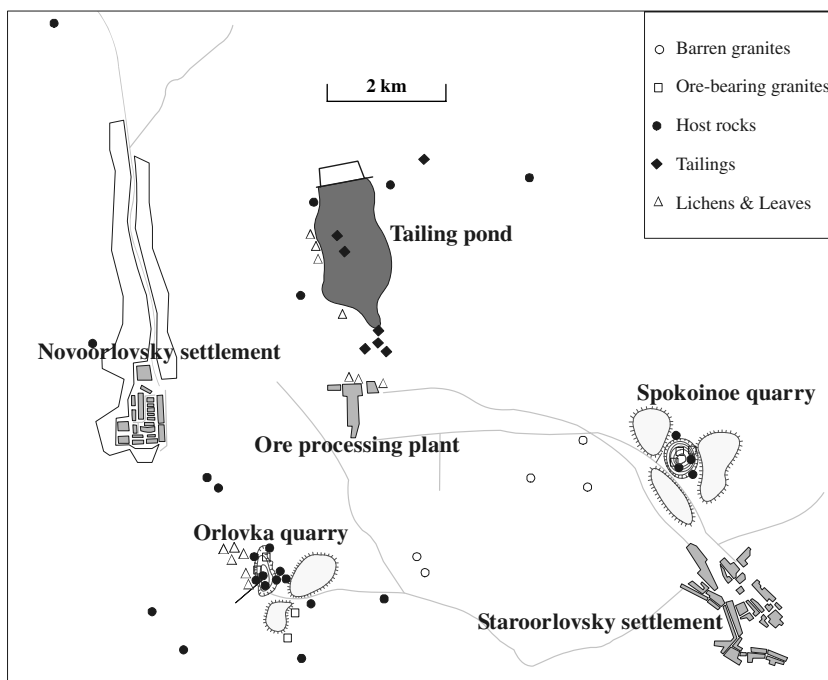 Barren granites
2 km
Ore-bearing granites
Host rocks
Tailings
Lichens & Leaves
Tailing pond
Novoorlovsky settlement
Spokoinoe quarry
Ore processing plant
Orlovka quarry
Staroorlovsky settlement